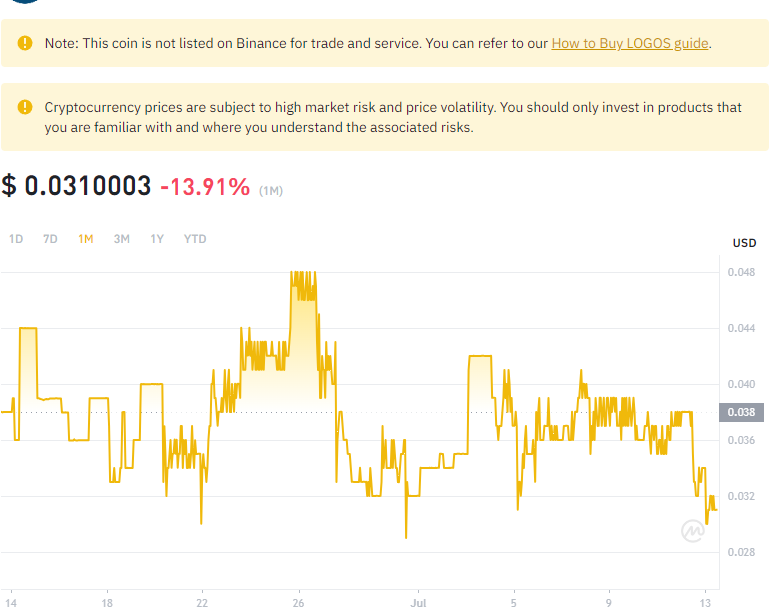 Note: This coin is not listed on Binance for trade and service. You can refer to our How to Buy LOGOS guide.
Cryptocurrency prices are subject to high market risk and price volatility. You should only invest in products that
you are familiar with and where you understand the associated risks.
$ 0.0310003 -13.91% (1M)
1D 7D 1M 3M 1Y YTD
USD
0.048
0.044
0.040
0.038
0.036
0.032
0.028
14 18 22 26 Jul 5 9 13